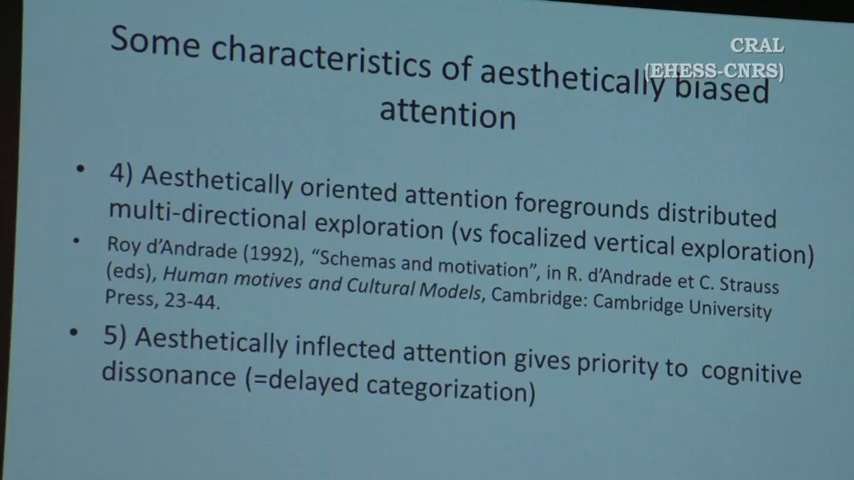 CRAL
(EHESS-CNRS)
Some characteristics of aesthetically biased
attention
• 4) Aesthetically oriented attention foregrounds distributed
multi-directional exploration (vs focalized vertical exploration)
• Roy d’Andrade (1992), “Schemas and motivation”, in R. d’Andrade et C. Strauss
(eds), Human motives and Cultural Models, Cambridge: Cambridge University
Press, 23-44.
• 5) Aesthetically inflected attention gives priority to cognitive
dissonance (=delayed categorization)